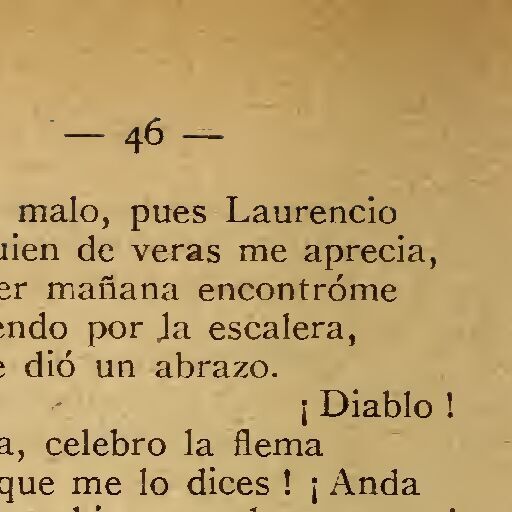 — 46 —
malo, pues Laurencio
uien de veras me aprecia,
er mañana encontróme
endo por la escalera,
e dió un abrazo.
¡ Diablo !
a, celebro la flema
que me lo dices ! ¡ Anda